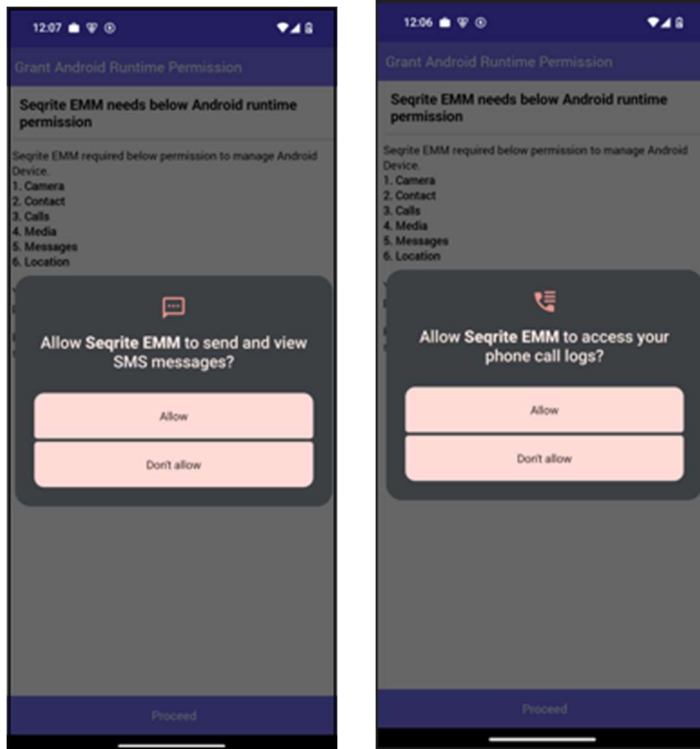 12:07
Grant Android Runtime Permission
Seqrite EMM needs below Android runtime
permission
Seqrite EMM required below permission to manage Android
Device.
1. Camera
2. Contact
3. Calls
4. Media
5. Messages
6. Location
Allow Seqrite EMM to send and view
SMS messages?
Allow
Don't allow
Proceed
12:06
Grant Android Runtime Permission
Seqrite EMM needs below Android runtime
permission
Seqrite EMM required below permission to manage Android
Device.
1. Camera
2. Contact
3. Calls
4. Media
5. Messages
6. Location
Allow Seqrite EMM to access your
phone call logs?
Allow
Don't allow
Proceed